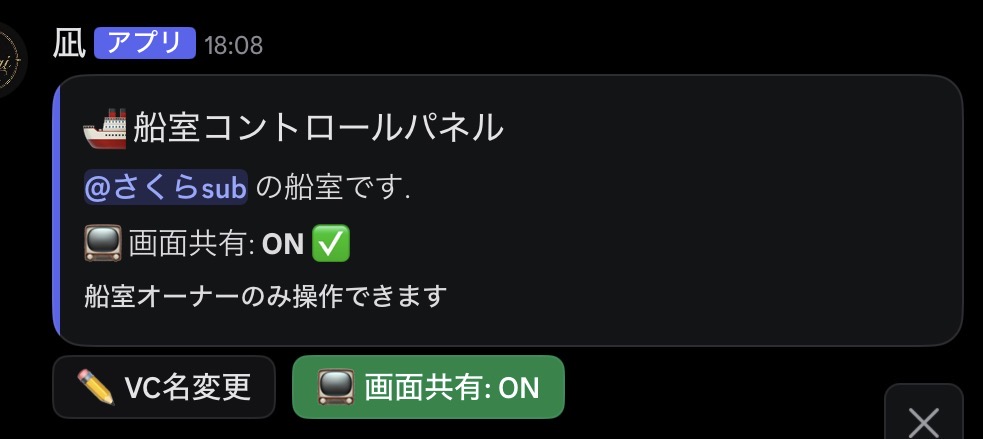 凪 アプリ 18:08
🚢船室コントロールパネル
@さくらsub の船室です.
📺画面共有: ON ✅
船室オーナーのみ操作できます
✏️ VC名変更 📺 画面共有: ON